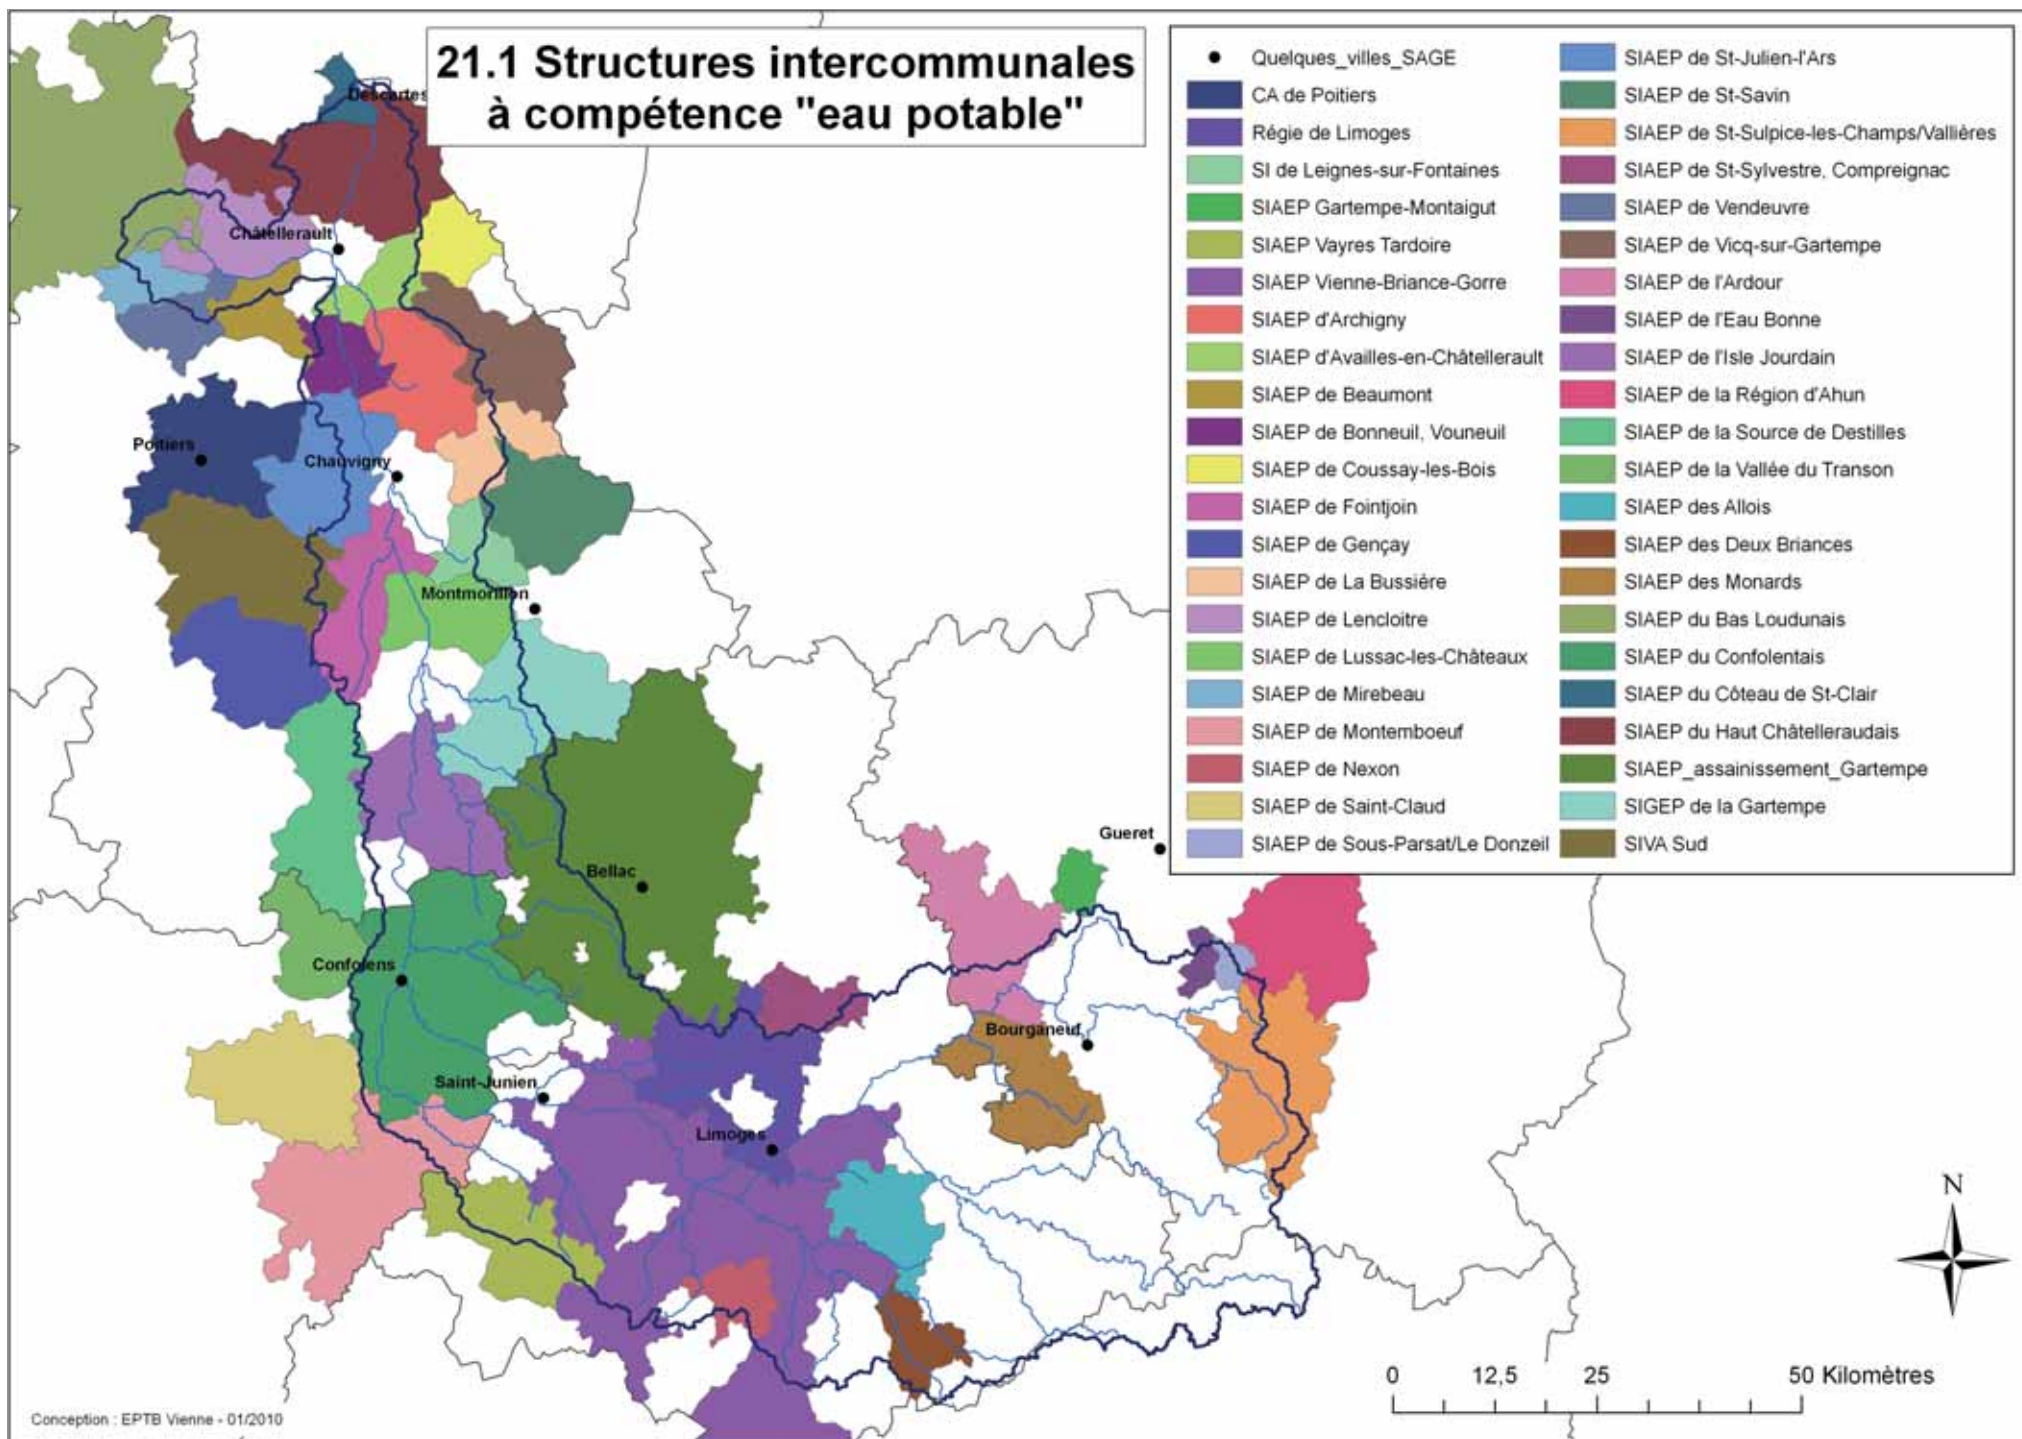 21.1 Structures intercommunales
à compétence "eau potable"
Quelques_villes_SAGE
CA de Poitiers
Régie de Limoges
SI de Leignes-sur-Fontaines
SIAEP Gartempe-Montaigut
SIAEP Vayres Tardoire
SIAEP Vienne-Briance-Gorre
SIAEP d'Archigny
SIAEP d'Availles-en-Châtellerault
SIAEP de Beaumont
SIAEP de Bonneuil, Vouneuil
SIAEP de Coussay-les-Bois
SIAEP de Fointjoin
SIAEP de Gençay
SIAEP de La Bussière
SIAEP de Lencloitre
SIAEP de Lussac-les-Châteaux
SIAEP de Mirebeau
SIAEP de Montemboeuf
SIAEP de Nexon
SIAEP de Saint-Claud
SIAEP de Sous-Parsat/Le Donzeil
SIAEP de St-Julien-l'Ars
SIAEP de St-Savin
SIAEP de St-Sulpice-les-Champs/Vallières
SIAEP de St-Sylvestre, Compreignac
SIAEP de Vendeuvre
SIAEP de Vicq-sur-Gartempe
SIAEP de l'Ardour
SIAEP de l'Eau Bonne
SIAEP de l'Isle Jourdain
SIAEP de la Région d'Ahun
SIAEP de la Source de Destilles
SIAEP de la Vallée du Transon
SIAEP des Allois
SIAEP des Deux Briances
SIAEP des Monards
SIAEP du Bas Loudunais
SIAEP du Confolentais
SIAEP du Côteau de St-Clair
SIAEP du Haut Châtelleraudais
SIAEP_assainissement_Gartempe
SIGEP de la Gartempe
SIVA Sud
Descartes
Châtellerault
Poitiers
Chauvigny
Montmorillon
Gueret
Bellac
Confolens
Bourganeuf
Saint-Junien
Limoges
N
0 12,5 25 50 Kilomètres
Conception : EPTB Vienne - 01/2010